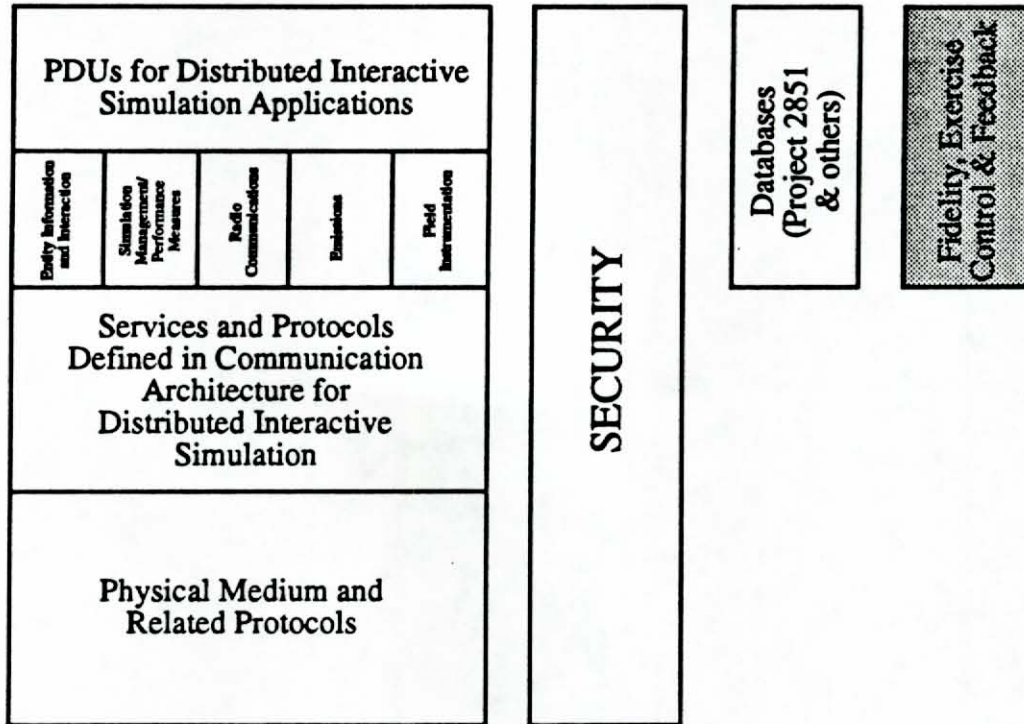 PDUs for Distributed Interactive
Simulation Applications
Entity Information
and Interaction
Simulation
Management/
Performance
Measures
Radio
Communications
Emissions
Field
Instrumentation
Services and Protocols
Defined in Communication
Architecture for
Distributed Interactive
Simulation
Physical Medium and
Related Protocols
SECURITY
Databases
(Project 2851
& others)
Fidelity, Exercise
Control & Feedback